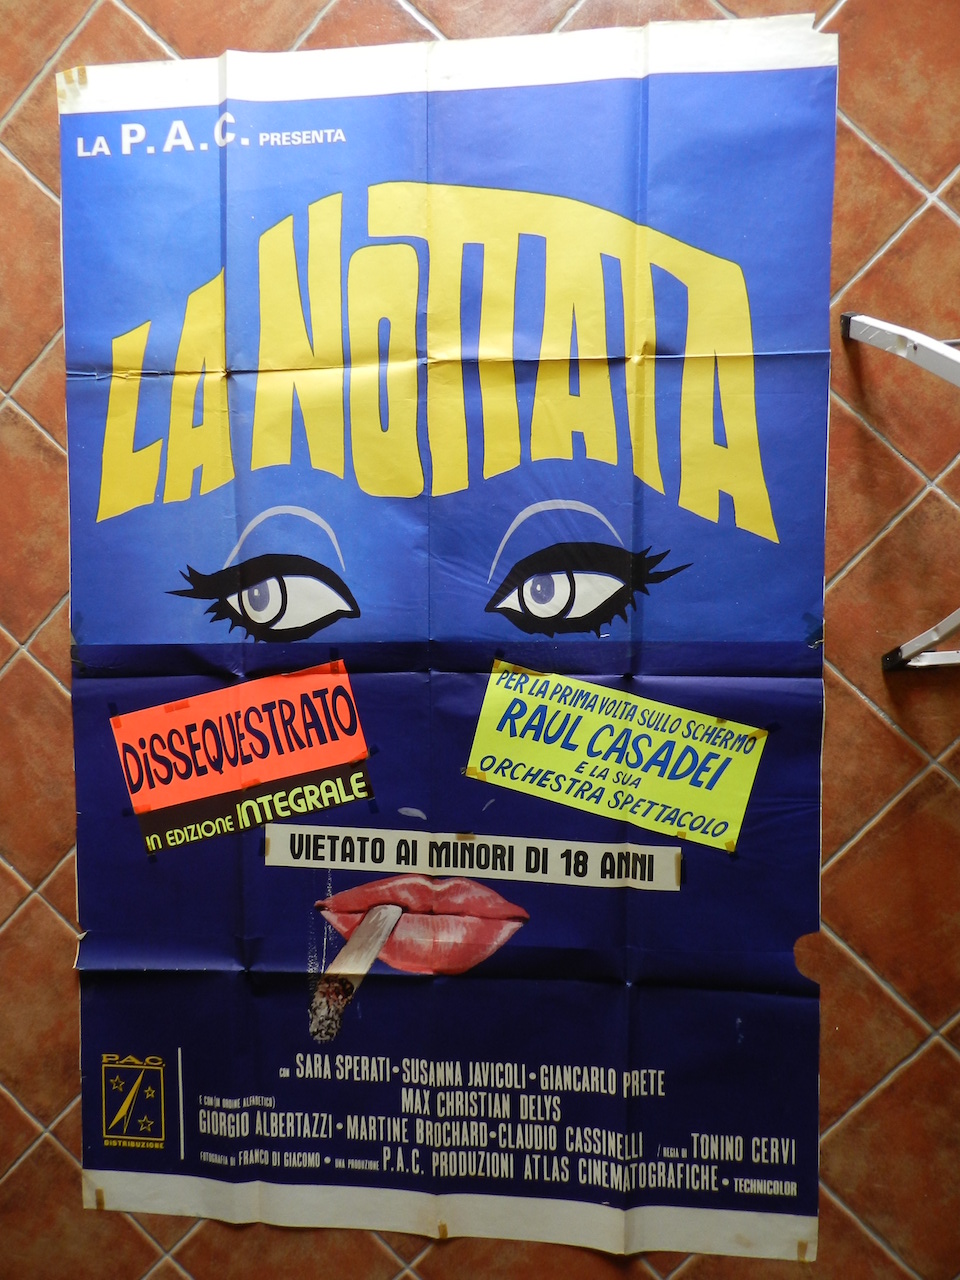 LA P.A.C. PRESENTA
LA NOTTATA
DiSSEQUESTRATO
IN EDIZIONE INTEGRALE
PER LA PRIMA VOLTA SULLO SCHERMO
RAUL CASADEI
E LA SUA
ORCHESTRA SPETTACOLO
VIETATO AI MINORI DI 18 ANNI
P.A.C.
DISTRIBUZIONE
CON SARA SPERATI • SUSANNA JAVICOLI • GIANCARLO PRETE
MAX CHRISTIAN DELYS
E CON (IN ORDINE ALFABETICO)
GIORGIO ALBERTAZZI • MARTINE BROCHARD • CLAUDIO CASSINELLI / REGIA DI TONINO CERVI
FOTOGRAFIA DI FRANCO DI GIACOMO • UNA PRODUZIONE P.A.C. PRODUZIONI ATLAS CINEMATOGRAFICHE • TECHNICOLOR